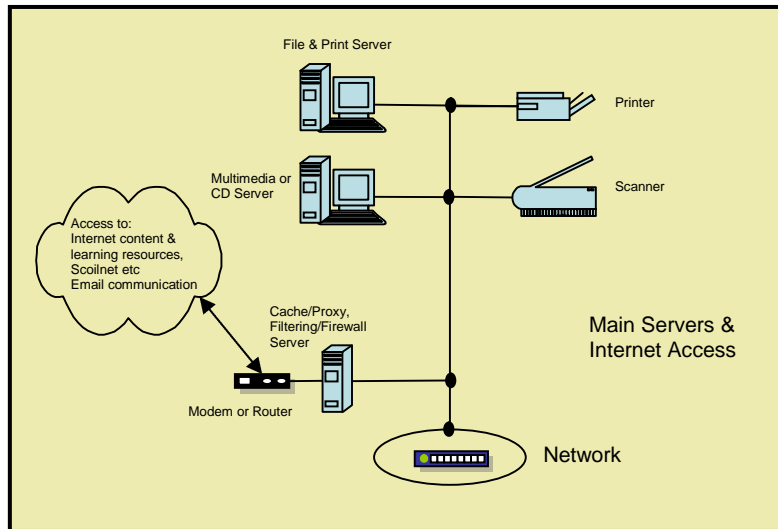 File & Print Server
Printer
Multimedia or
CD Server
Scanner
Access to:
Internet content &
learning resources,
Scoilnet etc
Email communication
Cache/Proxy,
Filtering/Firewall
Server
Main Servers &
Internet Access
Modem or Router
Network